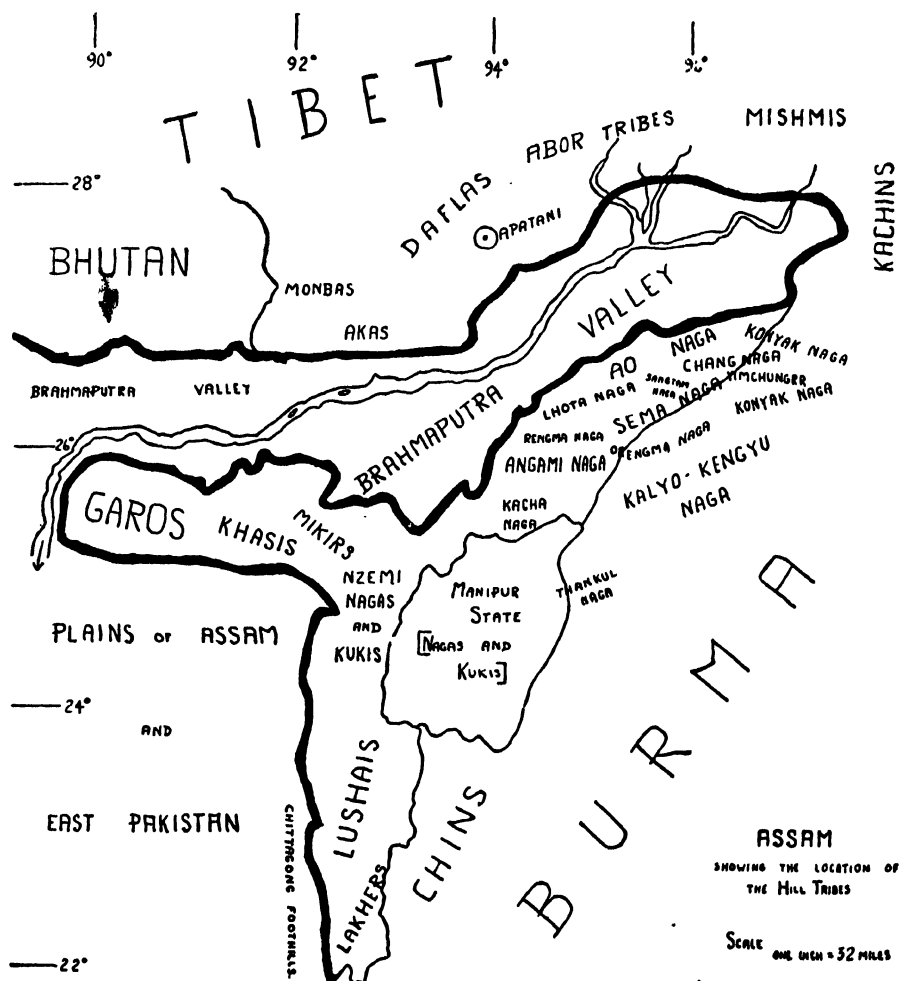 90°
92°
94°
96°
TIBET
ABOR TRIBES
MISHMIS
28°
DAFLAS
APATANI
KACHINS
BHUTAN
MONBAS
AKAS
VALLEY
BRAHMAPUTRA VALLEY
AO NAGA
KONYAK NAGA
CHANG NAGA
SANGTAM
NAGA
YIMCHUNGER
LHOTA NAGA
SEMA NAGA
KONYAK NAGA
BRAHMAPUTRA
26°
RENGMA NAGA
RENGMA NAGA
ANGAMI NAGA
KALYO-KENGYU
NAGA
KACHA
NAGA
GAROS
KHASIS
MIKIRS
NZEMI
NAGAS
AND
KUKIS
MANIPUR
STATE
[NAGAS AND
KUKIS]
THANKUL
NAGA
PLAINS OF ASSAM
24°
AND
EAST PAKISTAN
BURMA
LUSHAIS
CHINS
LAKHERS
CHITTAGONG FOOTHILLS.
22°
ASSAM
SHOWING THE LOCATION OF
THE HILL TRIBES
SCALE ONE INCH = 32 MILES